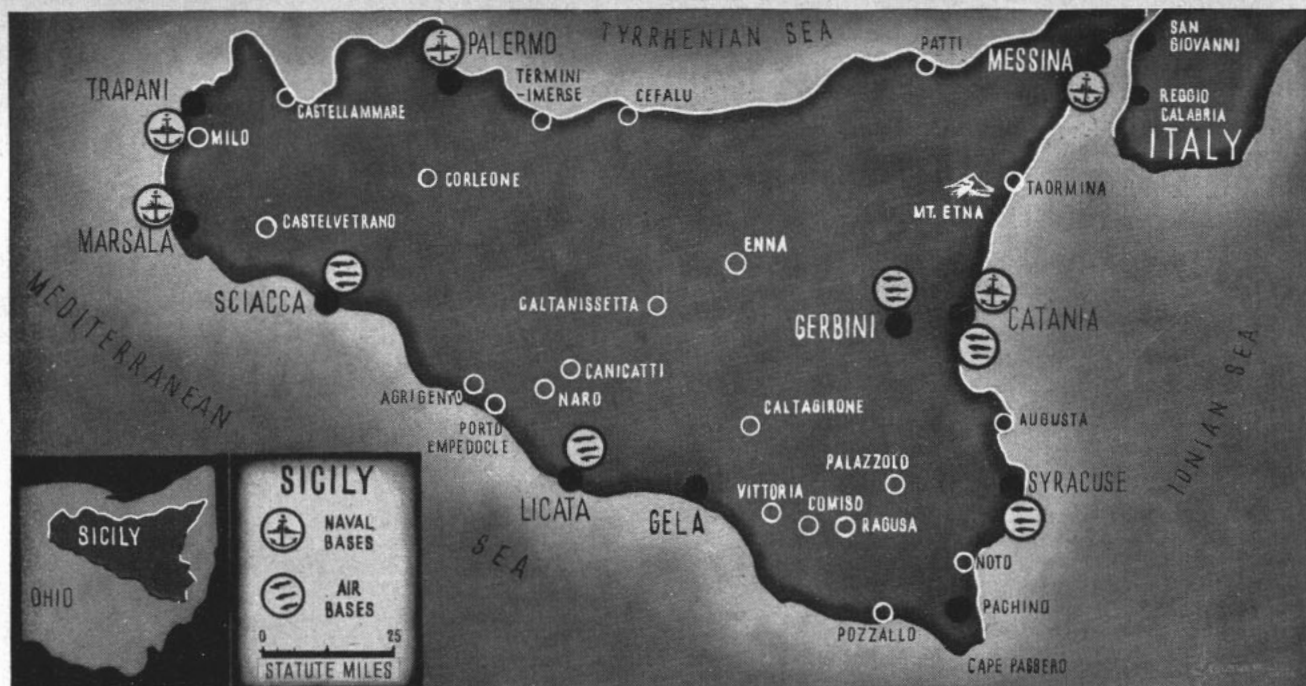 TYRRHENIAN SEA
PALERMO
TRAPANI
CASTELLAMMARE
MILO
TERMINI
-IMERSE
CEFALU
PATTI
MESSINA
SAN
GIOVANNI
REGGIO
CALABRIA
ITALY
CORLEONE
MT. ETNA
TAORMINA
MARSALA
CASTELVETRANO
ENNA
SCIACCA
CALTANISSETTA
GERBINI
CATANIA
MEDITERRANEAN
SEA
IONIAN SEA
AGRIGENTO
CANICATTI
NARO
PORTO
EMPEDOCLE
CALTAGIRONE
AUGUSTA
LICATA
GELA
PALAZZOLO
VITTORIA
COMISO
RAGUSA
SYRACUSE
NOTO
PACHINO
POZZALLO
CAPE PASSERO
SICILY
OHIO
SICILY
NAVAL
BASES
AIR
BASES
0 25
STATUTE MILES